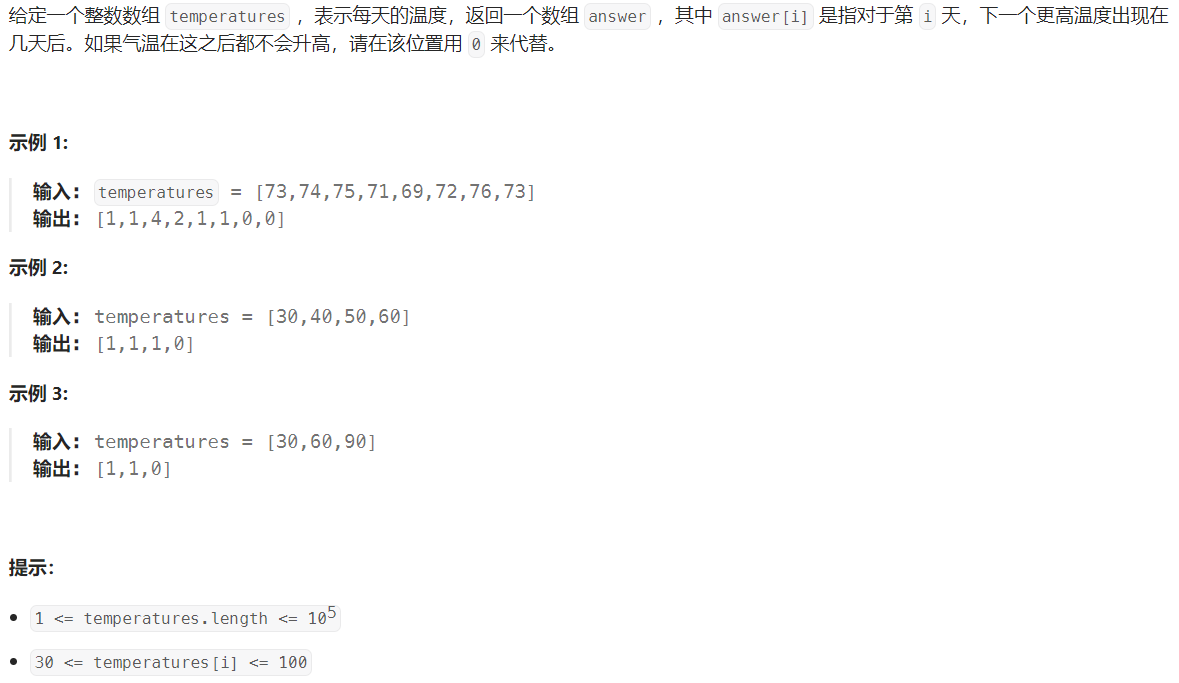 给定一个整数数组 temperatures ，表示每天的温度，返回一个数组 answer ，其中 answer[i] 是指对于第 i 天，下一个更高温度出现在
几天后。如果气温在这之后都不会升高，请在该位置用 0 来代替。
示例 1:
输入: temperatures = [73,74,75,71,69,72,76,73]
输出: [1,1,4,2,1,1,0,0]
示例 2:
输入: temperatures = [30,40,50,60]
输出: [1,1,1,0]
示例 3:
输入: temperatures = [30,60,90]
输出: [1,1,0]
提示：
• 1 <= temperatures.length <= 10⁵
• 30 <= temperatures[i] <= 100